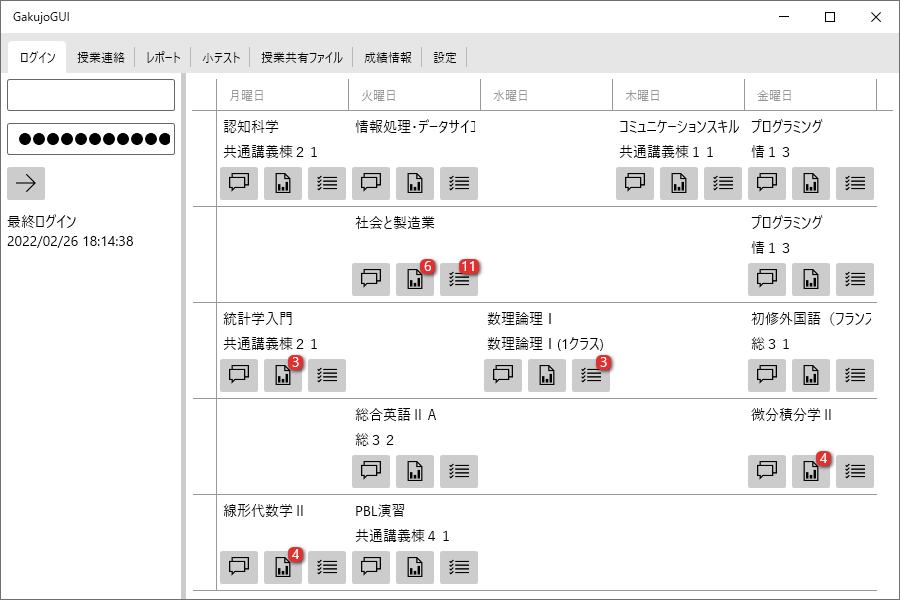 GakujoGUI
ログイン 授業連絡 レポート 小テスト 授業共有ファイル 成績情報 設定
最終ログイン
2022/02/26 18:14:38
月曜日 火曜日 水曜日 木曜日 金曜日
認知科学 情報処理・データサイエ コミュニケーションスキル プログラミング
共通講義棟２１ 共通講義棟１１ 情１３
社会と製造業 プログラミング
情１３
6 11
統計学入門 数理論理Ⅰ 初修外国語（フランス
共通講義棟２１ 数理論理Ⅰ(1クラス) 総３１
3 3
総合英語ⅡＡ 微分積分学Ⅱ
総３２
4
線形代数学Ⅱ PBL演習
共通講義棟４１
4